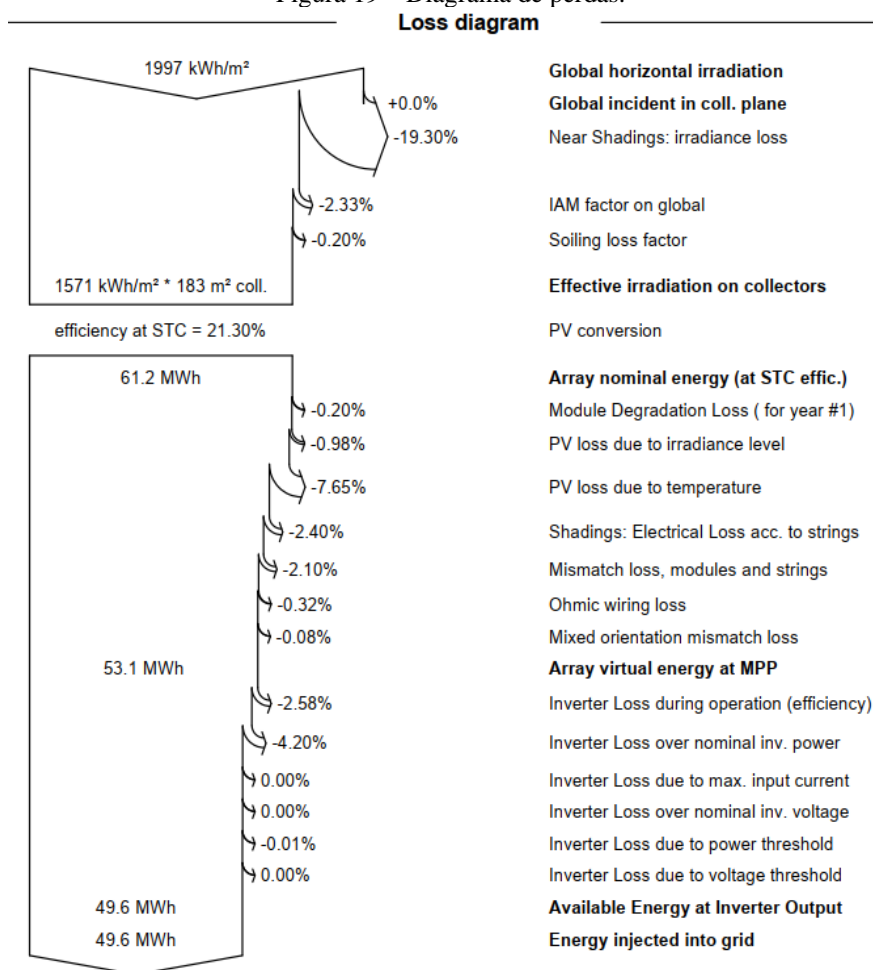 Figura 19 – Diagrama de perdas.
Loss diagram
1997 kWh/m² Global horizontal irradiation
+0.0% Global incident in coll. plane
-19.30% Near Shadings: irradiance loss
-2.33% IAM factor on global
-0.20% Soiling loss factor
1571 kWh/m² * 183 m² coll. Effective irradiation on collectors
efficiency at STC = 21.30% PV conversion
61.2 MWh Array nominal energy (at STC effic.)
-0.20% Module Degradation Loss ( for year #1)
-0.98% PV loss due to irradiance level
-7.65% PV loss due to temperature
-2.40% Shadings: Electrical Loss acc. to strings
-2.10% Mismatch loss, modules and strings
-0.32% Ohmic wiring loss
-0.08% Mixed orientation mismatch loss
53.1 MWh Array virtual energy at MPP
-2.58% Inverter Loss during operation (efficiency)
-4.20% Inverter Loss over nominal inv. power
0.00% Inverter Loss due to max. input current
0.00% Inverter Loss over nominal inv. voltage
-0.01% Inverter Loss due to power threshold
0.00% Inverter Loss due to voltage threshold
49.6 MWh Available Energy at Inverter Output
49.6 MWh Energy injected into grid